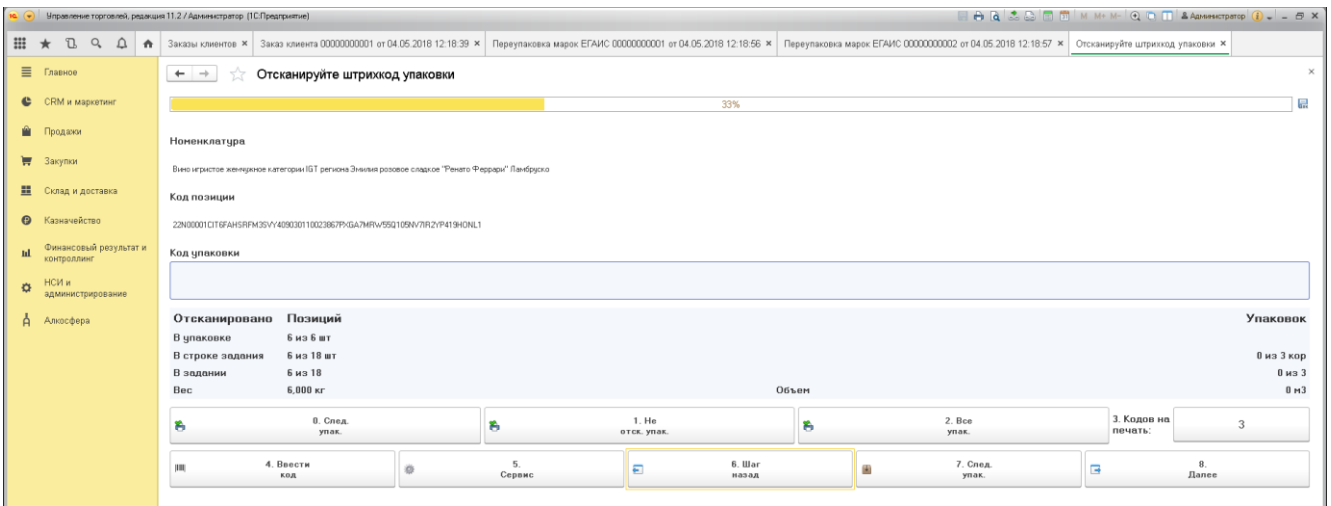 Управление торговлей, редакция 11.2 / Администратор (1С:Предприятие)
M M+ M- Администратор
Заказы клиентов × Заказ клиента 00000000001 от 04.05.2018 12:18:39 × Переупаковка марок ЕГАИС 00000000001 от 04.05.2018 12:18:56 × Переупаковка марок ЕГАИС 00000000002 от 04.05.2018 12:18:57 × Отсканируйте штрихкод упаковки ×
Главное
CRM и маркетинг
Продажи
Закупки
Склад и доставка
Казначейство
Финансовый результат и
контроллинг
НСИ и
администрирование
Алкосфера
Отсканируйте штрихкод упаковки
33%
Номенклатура
Вино игристое жемчужное категории IGT региона Эмилия розовое сладкое "Ренато Феррари" Ламбруско
Код позиции
Код упаковки
Отсканировано Позиций Упаковок
В упаковке 6 из 6 шт
В строке задания 6 из 18 шт 0 из 3 кор
В задании 6 из 18 0 из 3
Вес 6,000 кг Объем 0 м3
0. След.
упак.
1. Не
отск. упак.
2. Все
упак.
3. Кодов на
печать:
3
4. Ввести
код
5.
Сервис
6. Шаг
назад
7. След.
упак.
8.
Далее